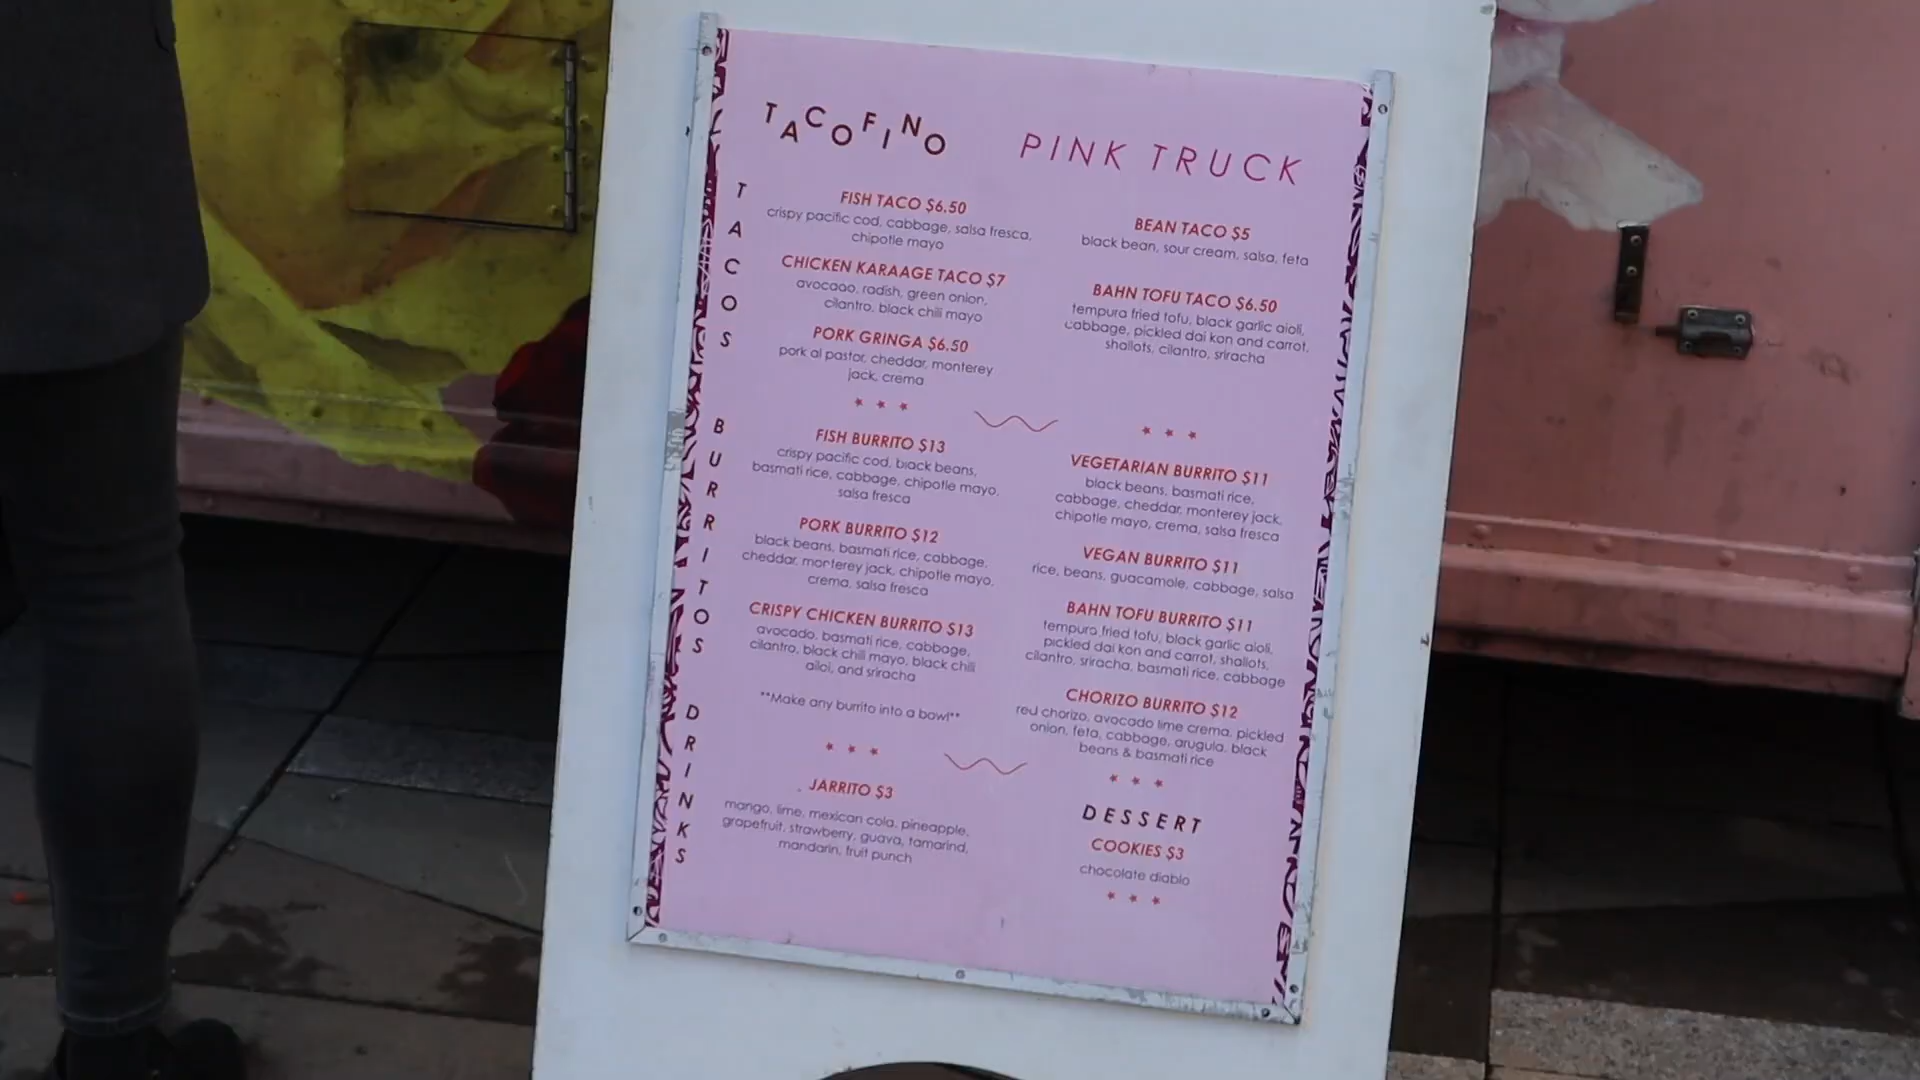 TACOFINO
PINK TRUCK
TACOS
FISH TACO $6.50
crispy pacific cod, cabbage, salsa fresca,
chipotle mayo
CHICKEN KARAAGE TACO $7
avocado, radish, green onion,
cilantro, black chili mayo
PORK GRINGA $6.50
pork al pastor, cheddar, monterey
jack, crema
BEAN TACO $5
black bean, sour cream, salsa, feta
BAHN TOFU TACO $6.50
tempura fried tofu, black garlic aioli,
cabbage, pickled dai kon and carrot,
shallots, cilantro, sriracha
BURRITOS
FISH BURRITO $13
crispy pacific cod, black beans,
basmati rice, cabbage, chipotle mayo,
salsa fresca
PORK BURRITO $12
black beans, basmati rice, cabbage,
cheddar, monterey jack, chipotle mayo,
crema, salsa fresca
CRISPY CHICKEN BURRITO $13
avocado, basmati rice, cabbage,
cilantro, black chili mayo, black chili
ailoi, and sriracha
**Make any burrito into a bowl**
VEGETARIAN BURRITO $11
black beans, basmati rice,
cabbage, cheddar, monterey jack,
chipotle mayo, crema, salsa fresca
VEGAN BURRITO $11
rice, beans, guacamole, cabbage, salsa
BAHN TOFU BURRITO $11
tempura fried tofu, black garlic aioli,
pickled dai kon and carrot, shallots,
cilantro, sriracha, basmati rice, cabbage
CHORIZO BURRITO $12
red chorizo, avocado lime crema, pickled
onion, feta, cabbage, arugula, black
beans & basmati rice
DRINKS
JARRITO $3
mango, lime, mexican cola, pineapple,
grapefruit, strawberry, guava, tamarind,
mandarin, fruit punch
DESSERT
COOKIES $3
chocolate diablo